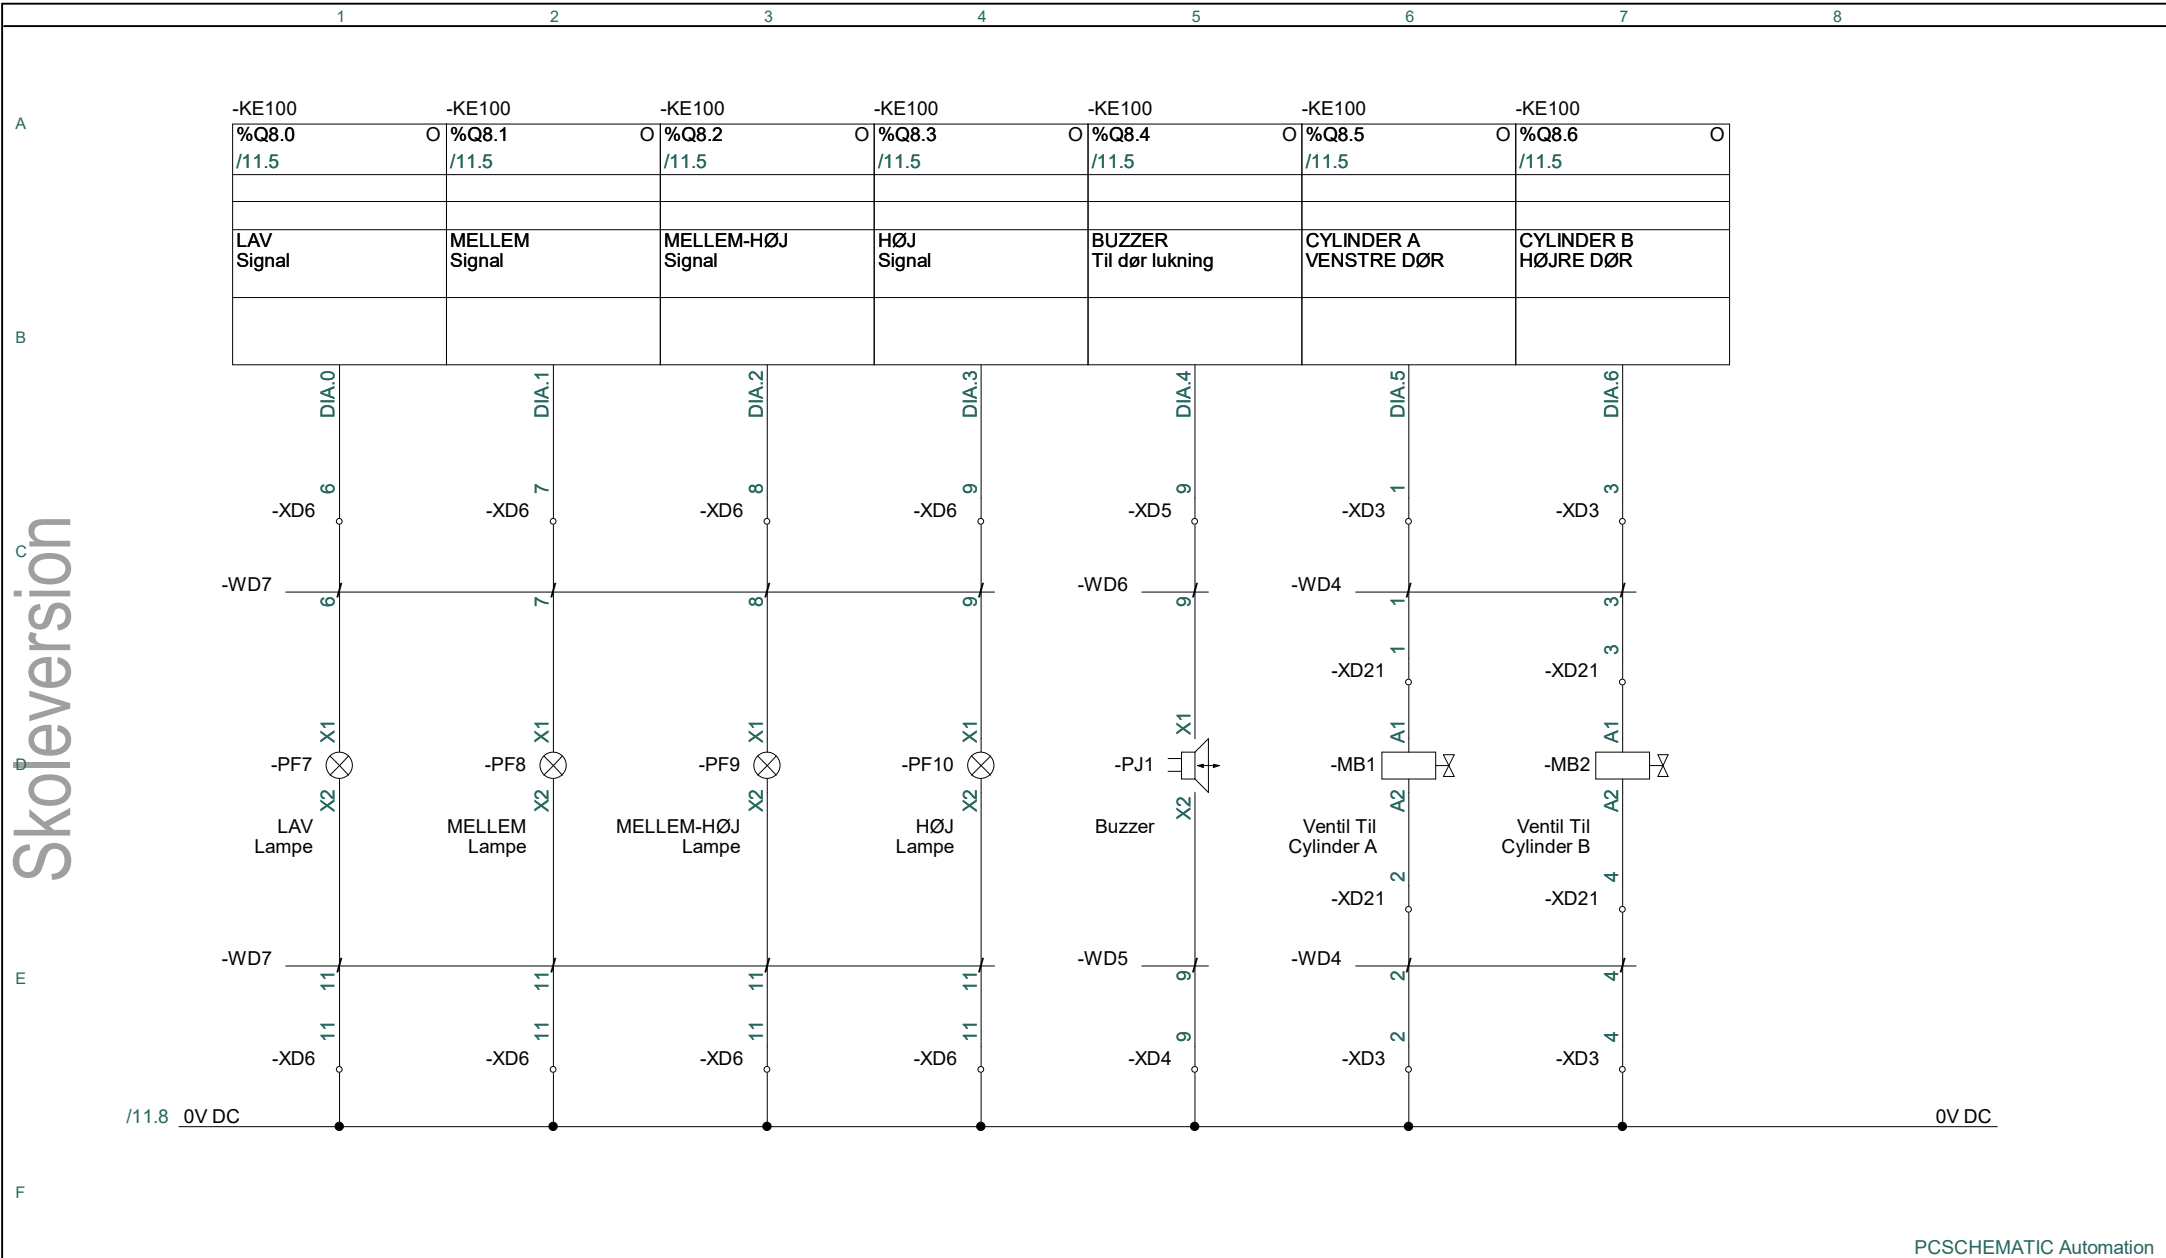 1 2 3 4 5 6 7 8
A
-KE100 -KE100 -KE100 -KE100 -KE100 -KE100 -KE100
%Q8.0 O %Q8.1 O %Q8.2 O %Q8.3 O %Q8.4 O %Q8.5 O %Q8.6 O
/11.5 /11.5 /11.5 /11.5 /11.5 /11.5 /11.5
LAV MELLEM MELLEM-HØJ HØJ BUZZER CYLINDER A CYLINDER B
Signal Signal Signal Signal Til dør lukning VENSTRE DØR HØJRE DØR
B
DIA.0 DIA.1 DIA.2 DIA.3 DIA.4 DIA.5 DIA.6
6 7 8 9 9 1 3
-XD6 -XD6 -XD6 -XD6 -XD5 -XD3 -XD3
C
-WD7 -WD6 -WD4
6 7 8 9 9 1 3
1 3
-XD21 -XD21
Skoleversion
X1 X1 X1 X1 X1 A1 A1
D
-PF7 -PF8 -PF9 -PF10 -PJ1 -MB1 -MB2
X2 X2 X2 X2 X2 A2 A2
LAV MELLEM MELLEM-HØJ HØJ Buzzer Ventil Til Ventil Til
Lampe Lampe Lampe Lampe Cylinder A Cylinder B
2 4
-XD21 -XD21
-WD7 -WD5 -WD4
E
11 11 11 11 9 2 4
11 11 11 11 9 2 4
-XD6 -XD6 -XD6 -XD6 -XD4 -XD3 -XD3
/11.8 0V DC 0V DC
F
PCSCHEMATIC Automation